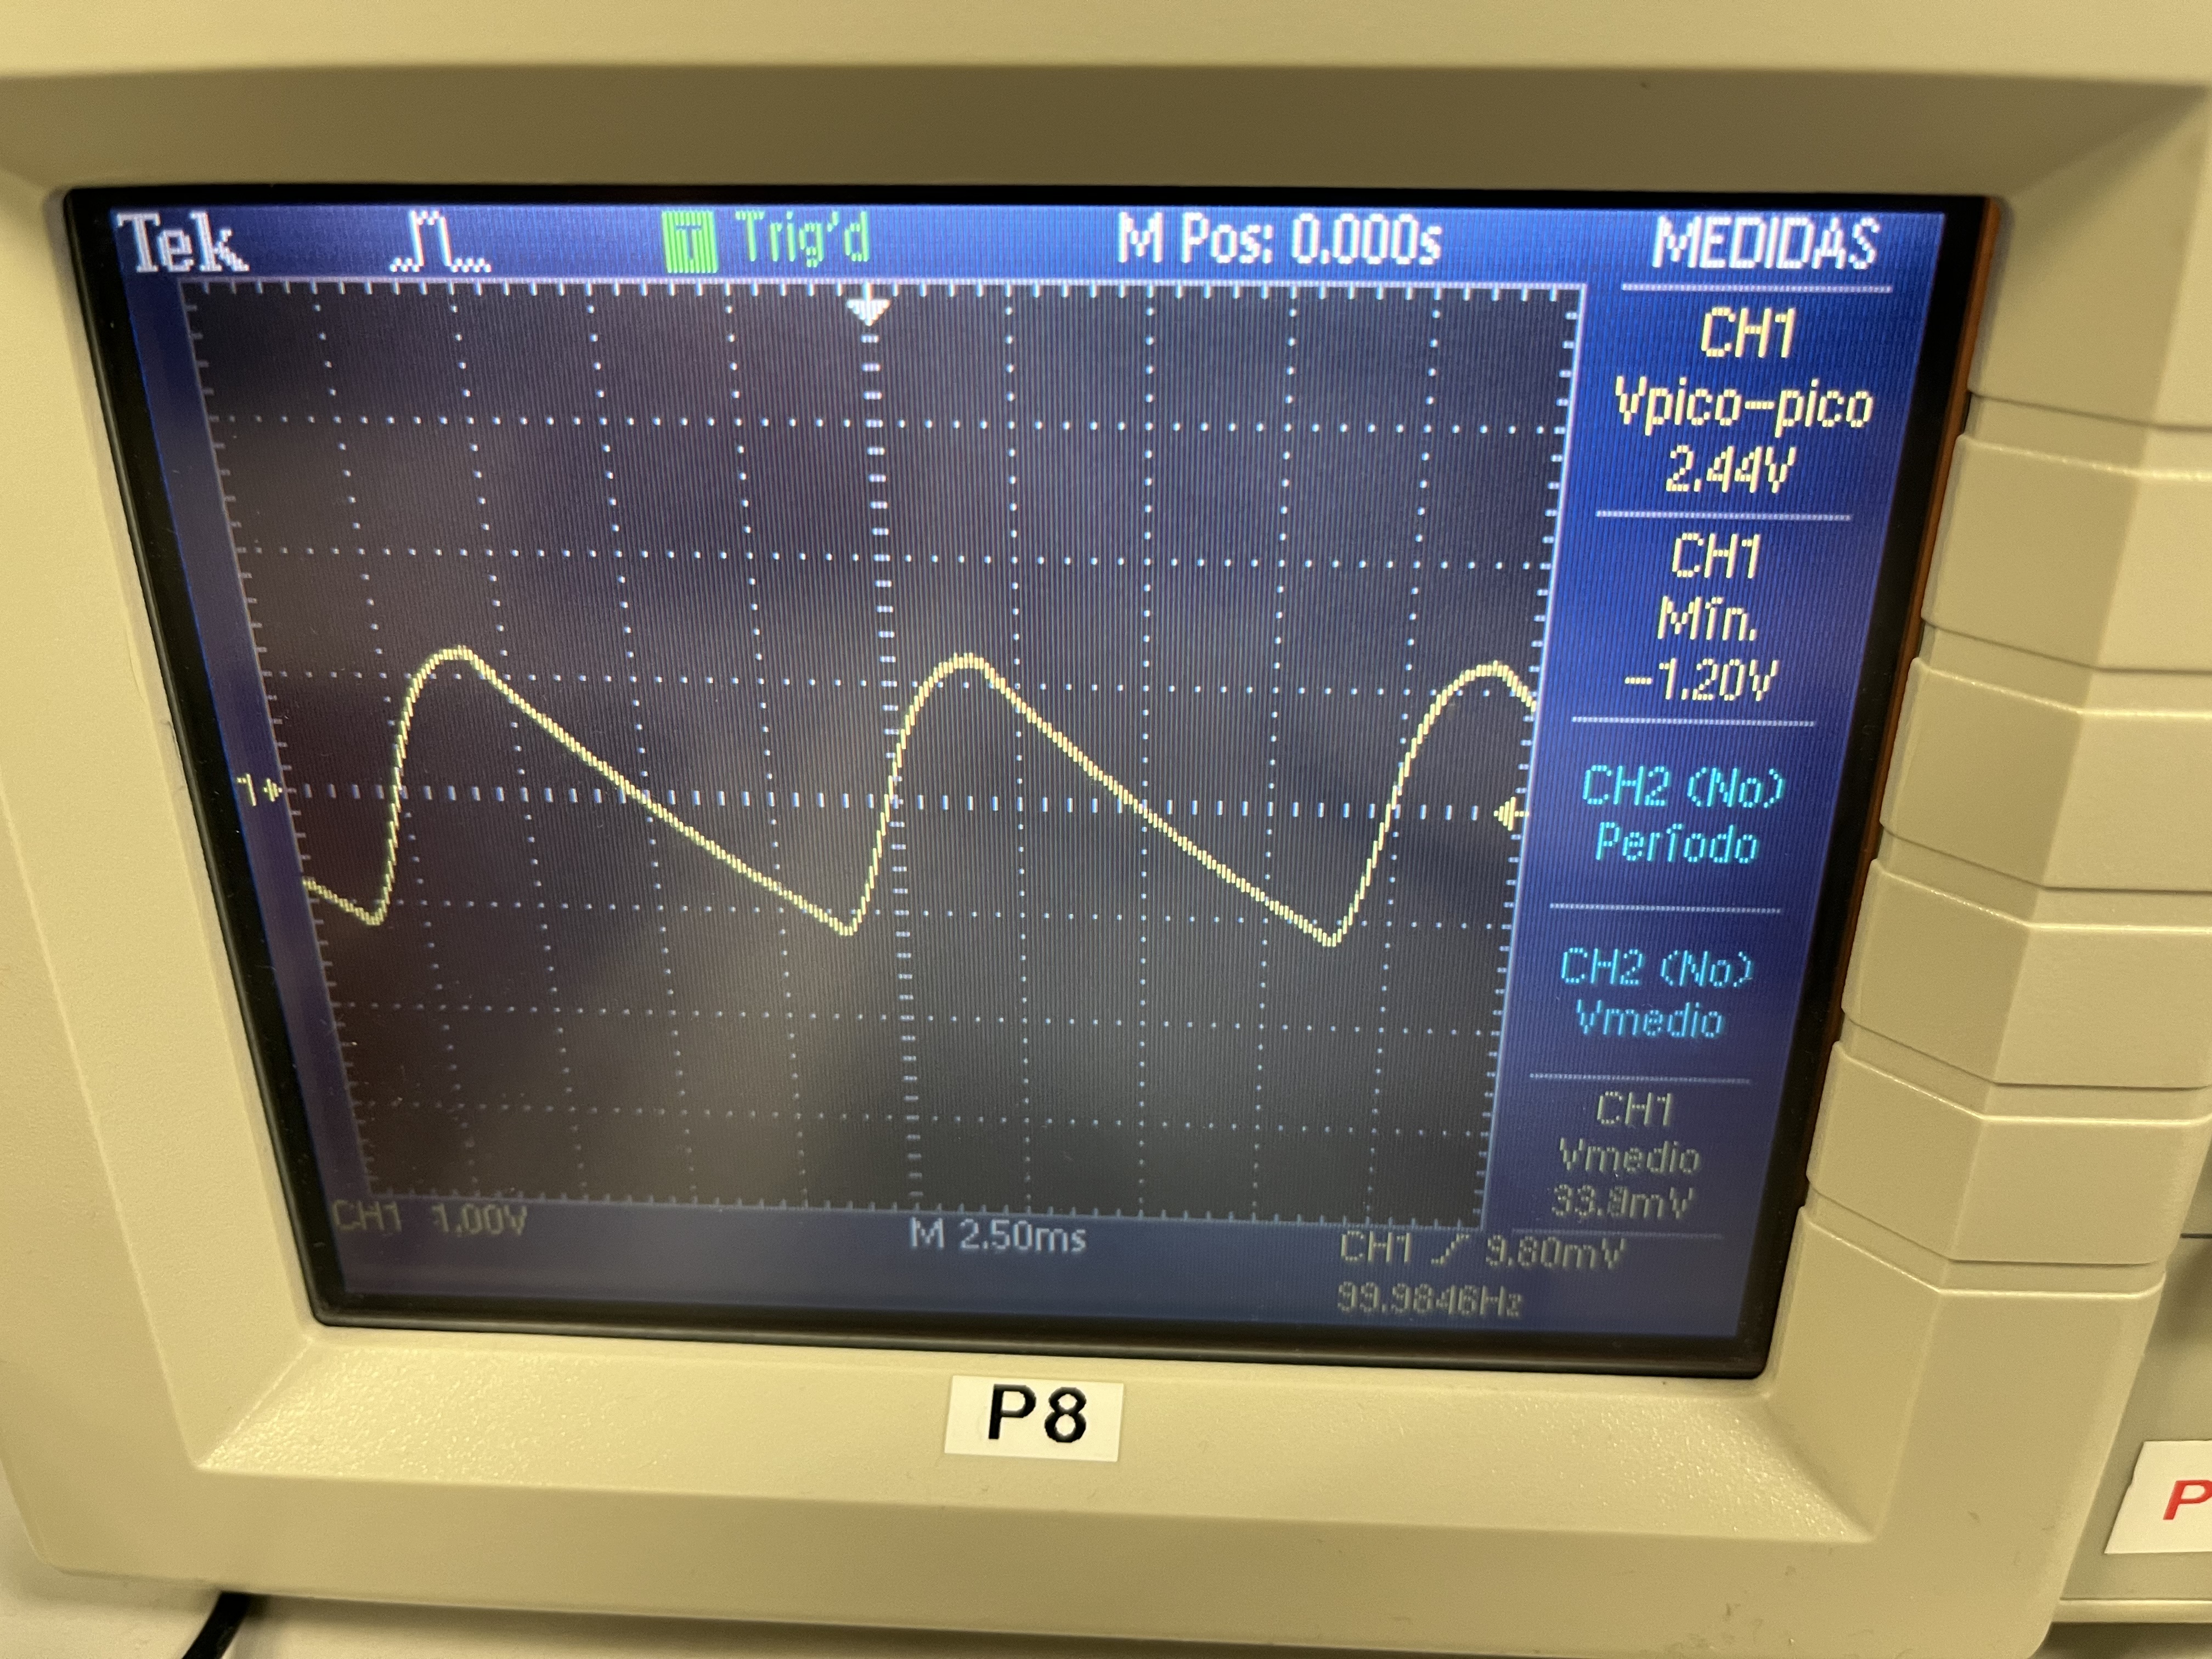 Tek T Trig'd M Pos: 0.000s MEDIDAS
CH1
Vpico-pico
2.44V
CH1
Mín.
-1.20V
CH2 (No)
Período
CH2 (No)
Vmedio
CH1
Vmedio
33.8mV
1
CH1 1.00V M 2.50ms CH1 9.80mV
99.9846Hz
P8
P